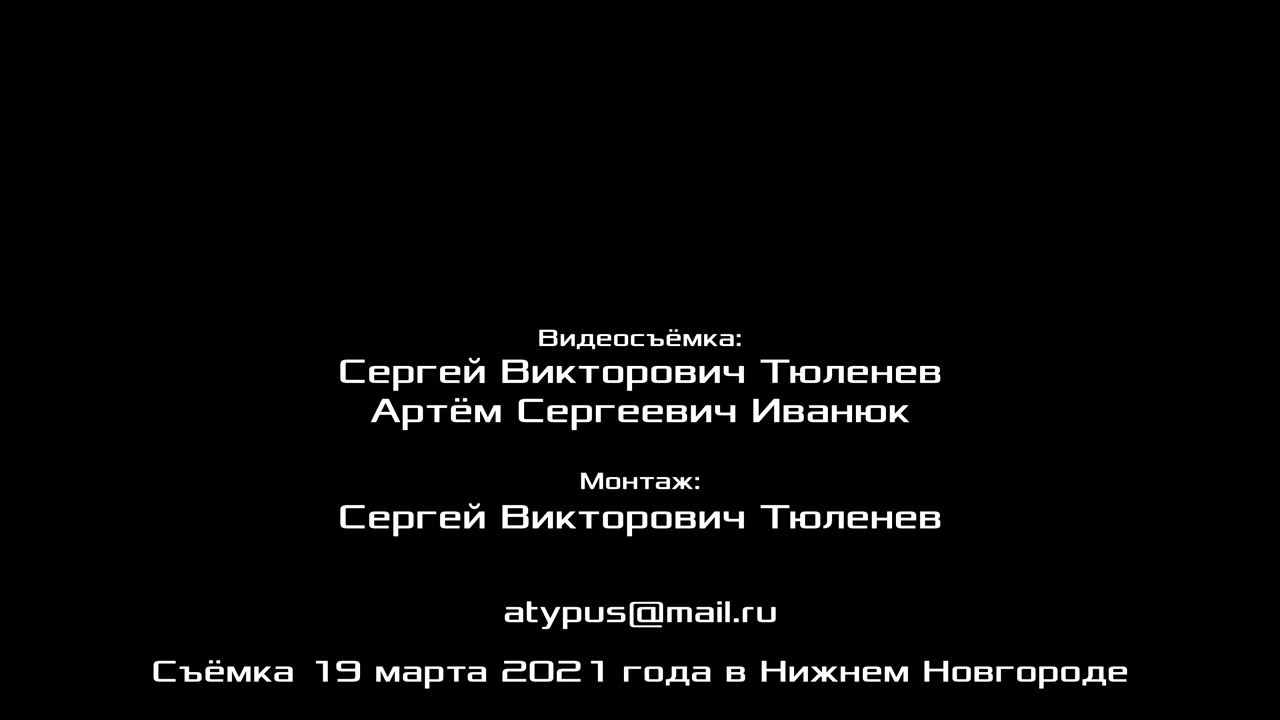 Видеосъёмка:
Сергей Викторович Тюленев
Артём Сергеевич Иванюк
Монтаж:
Сергей Викторович Тюленев
atypus@mail.ru
Съёмка 19 марта 2021 года в Нижнем Новгороде